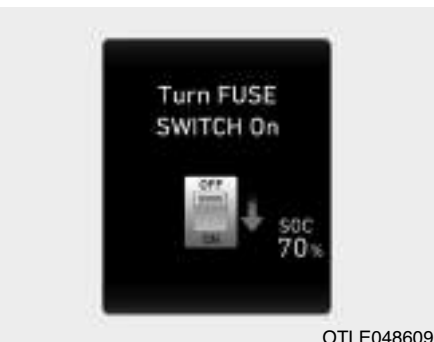 Turn FUSE
SWITCH On
OFF
ON
SOC
70%
OTLE048609